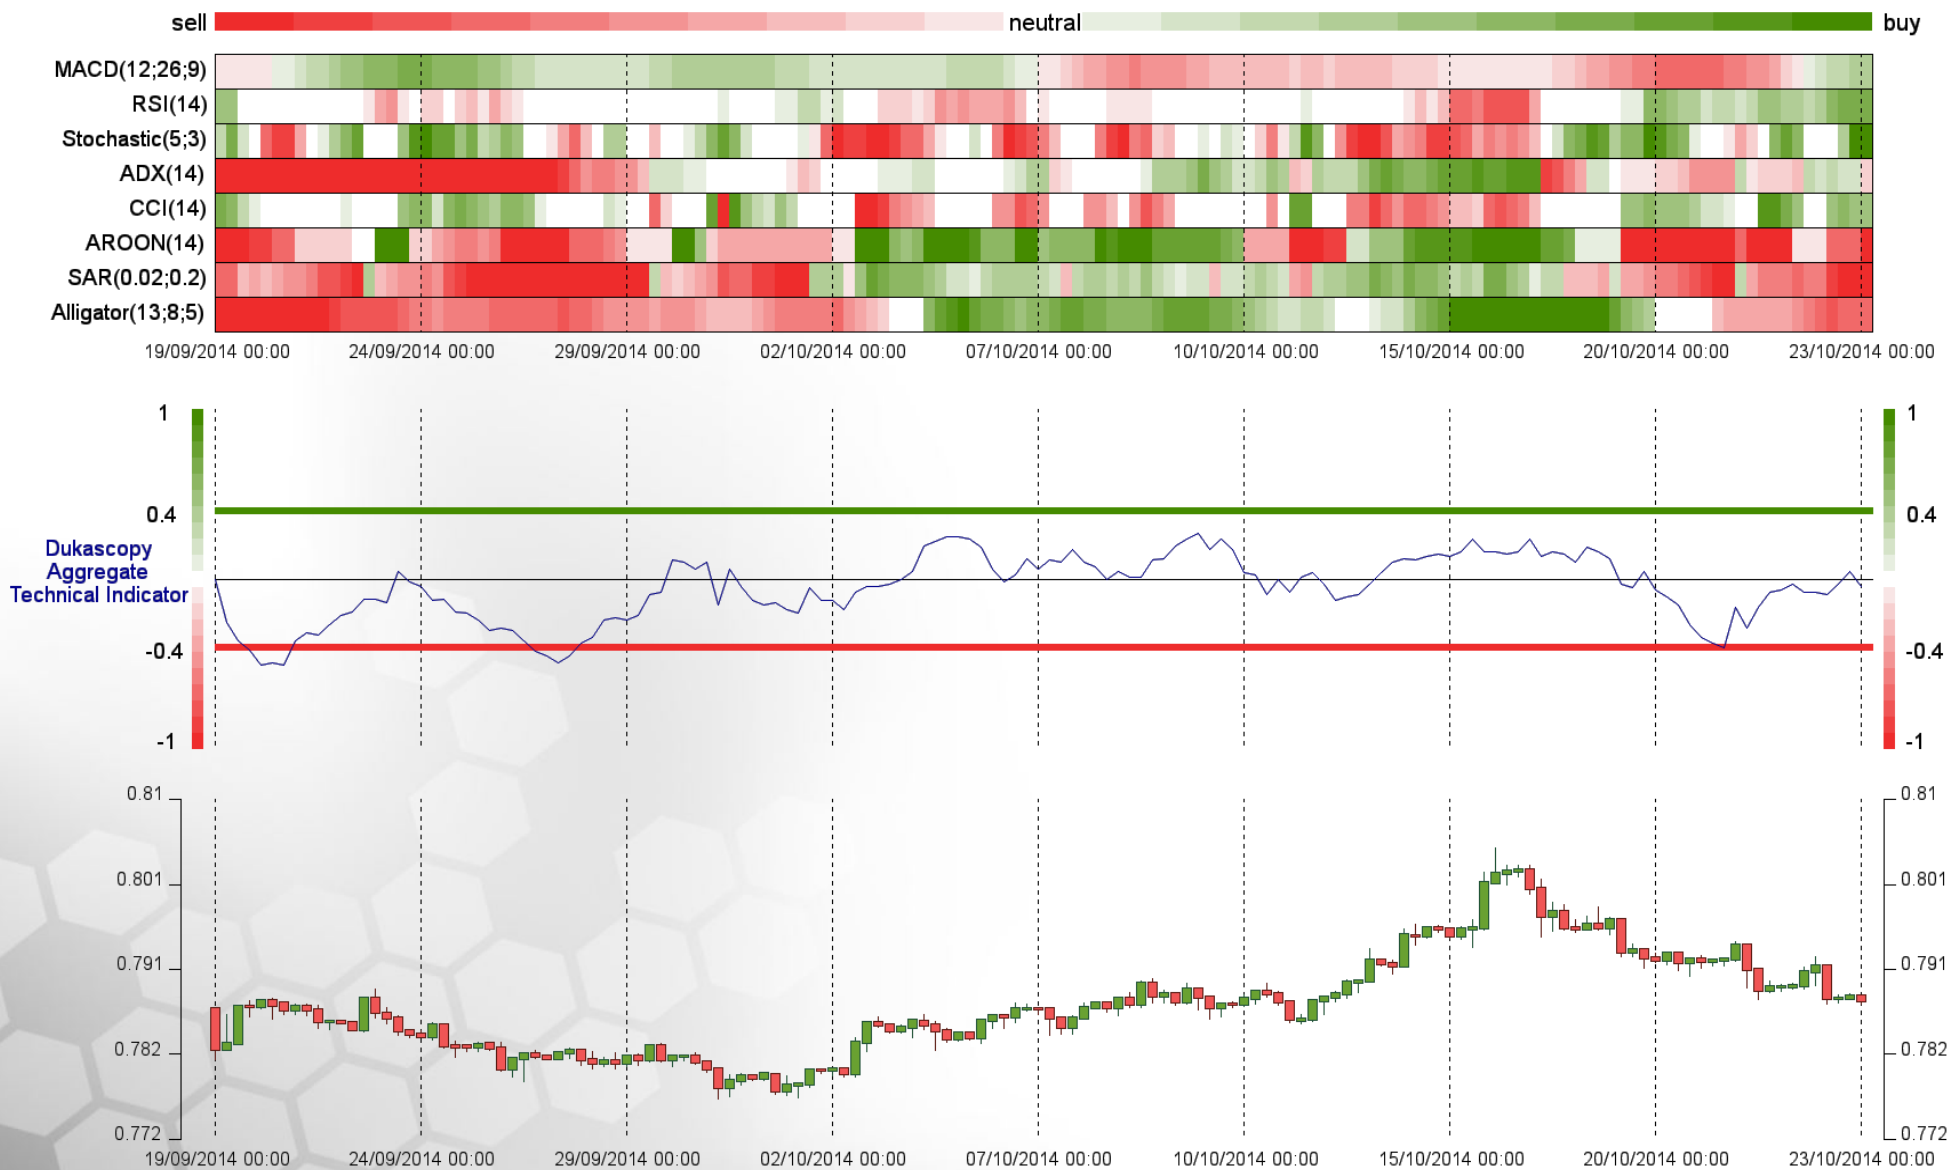 sell neutral buy
MACD(12;26;9)
RSI(14)
Stochastic(5;3)
ADX(14)
CCI(14)
AROON(14)
SAR(0.02;0.2)
Alligator(13;8;5)
19/09/2014 00:00 24/09/2014 00:00 29/09/2014 00:00 02/10/2014 00:00 07/10/2014 00:00 10/10/2014 00:00 15/10/2014 00:00 20/10/2014 00:00 23/10/2014 00:00
1 1
0.4 0.4
Dukascopy
Aggregate
Technical Indicator
-0.4 -0.4
-1 -1
0.81 0.81
0.801 0.801
0.791 0.791
0.782 0.782
0.772 0.772
19/09/2014 00:00 24/09/2014 00:00 29/09/2014 00:00 02/10/2014 00:00 07/10/2014 00:00 10/10/2014 00:00 15/10/2014 00:00 20/10/2014 00:00 23/10/2014 00:00